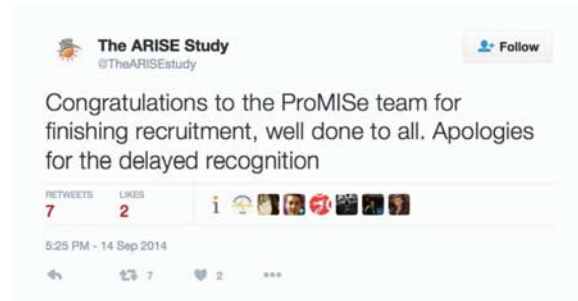 The ARISE Study
@TheARISEstudy
Follow
Congratulations to the ProMISe team for
finishing recruitment, well done to all. Apologies
for the delayed recognition
RETWEETS LIKES
7 2
5:25 PM - 14 Sep 2014
7 2